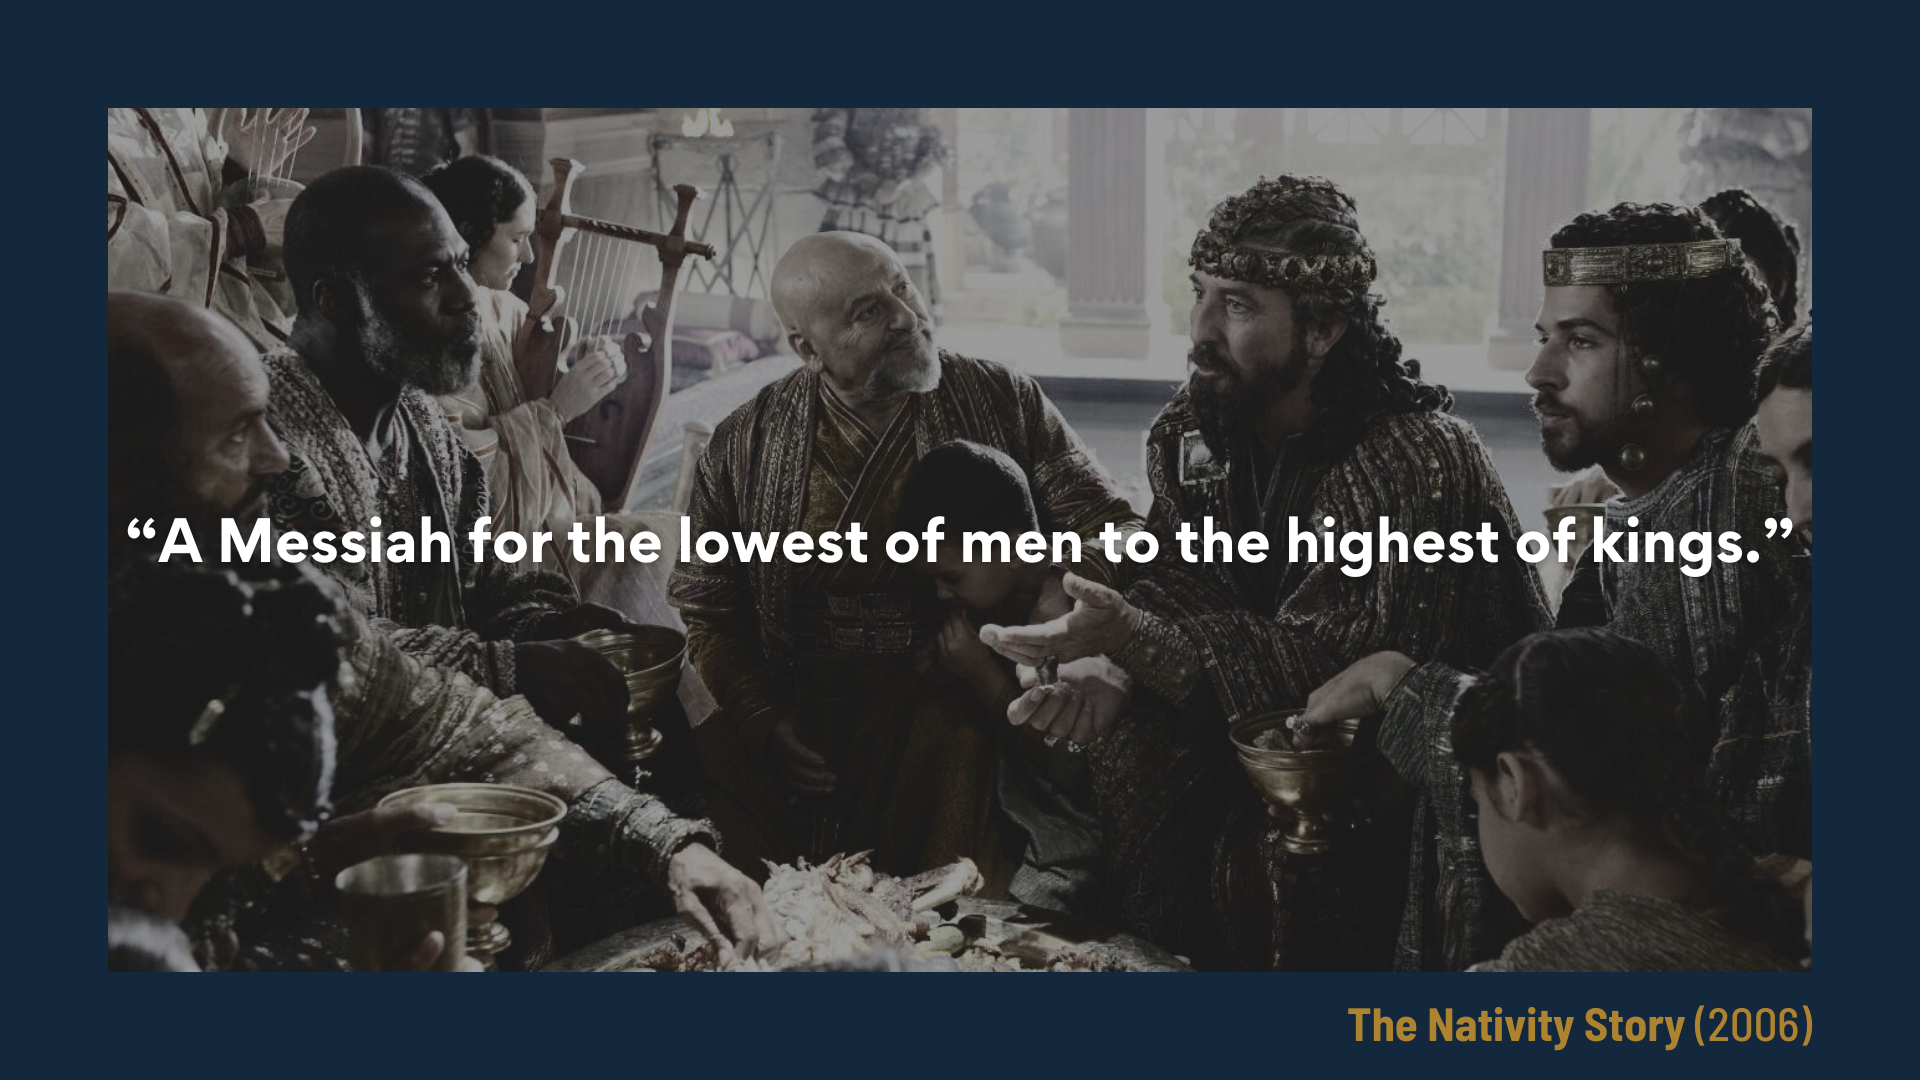 “A Messiah for the lowest of men to the highest of kings.”
The Nativity Story (2006)